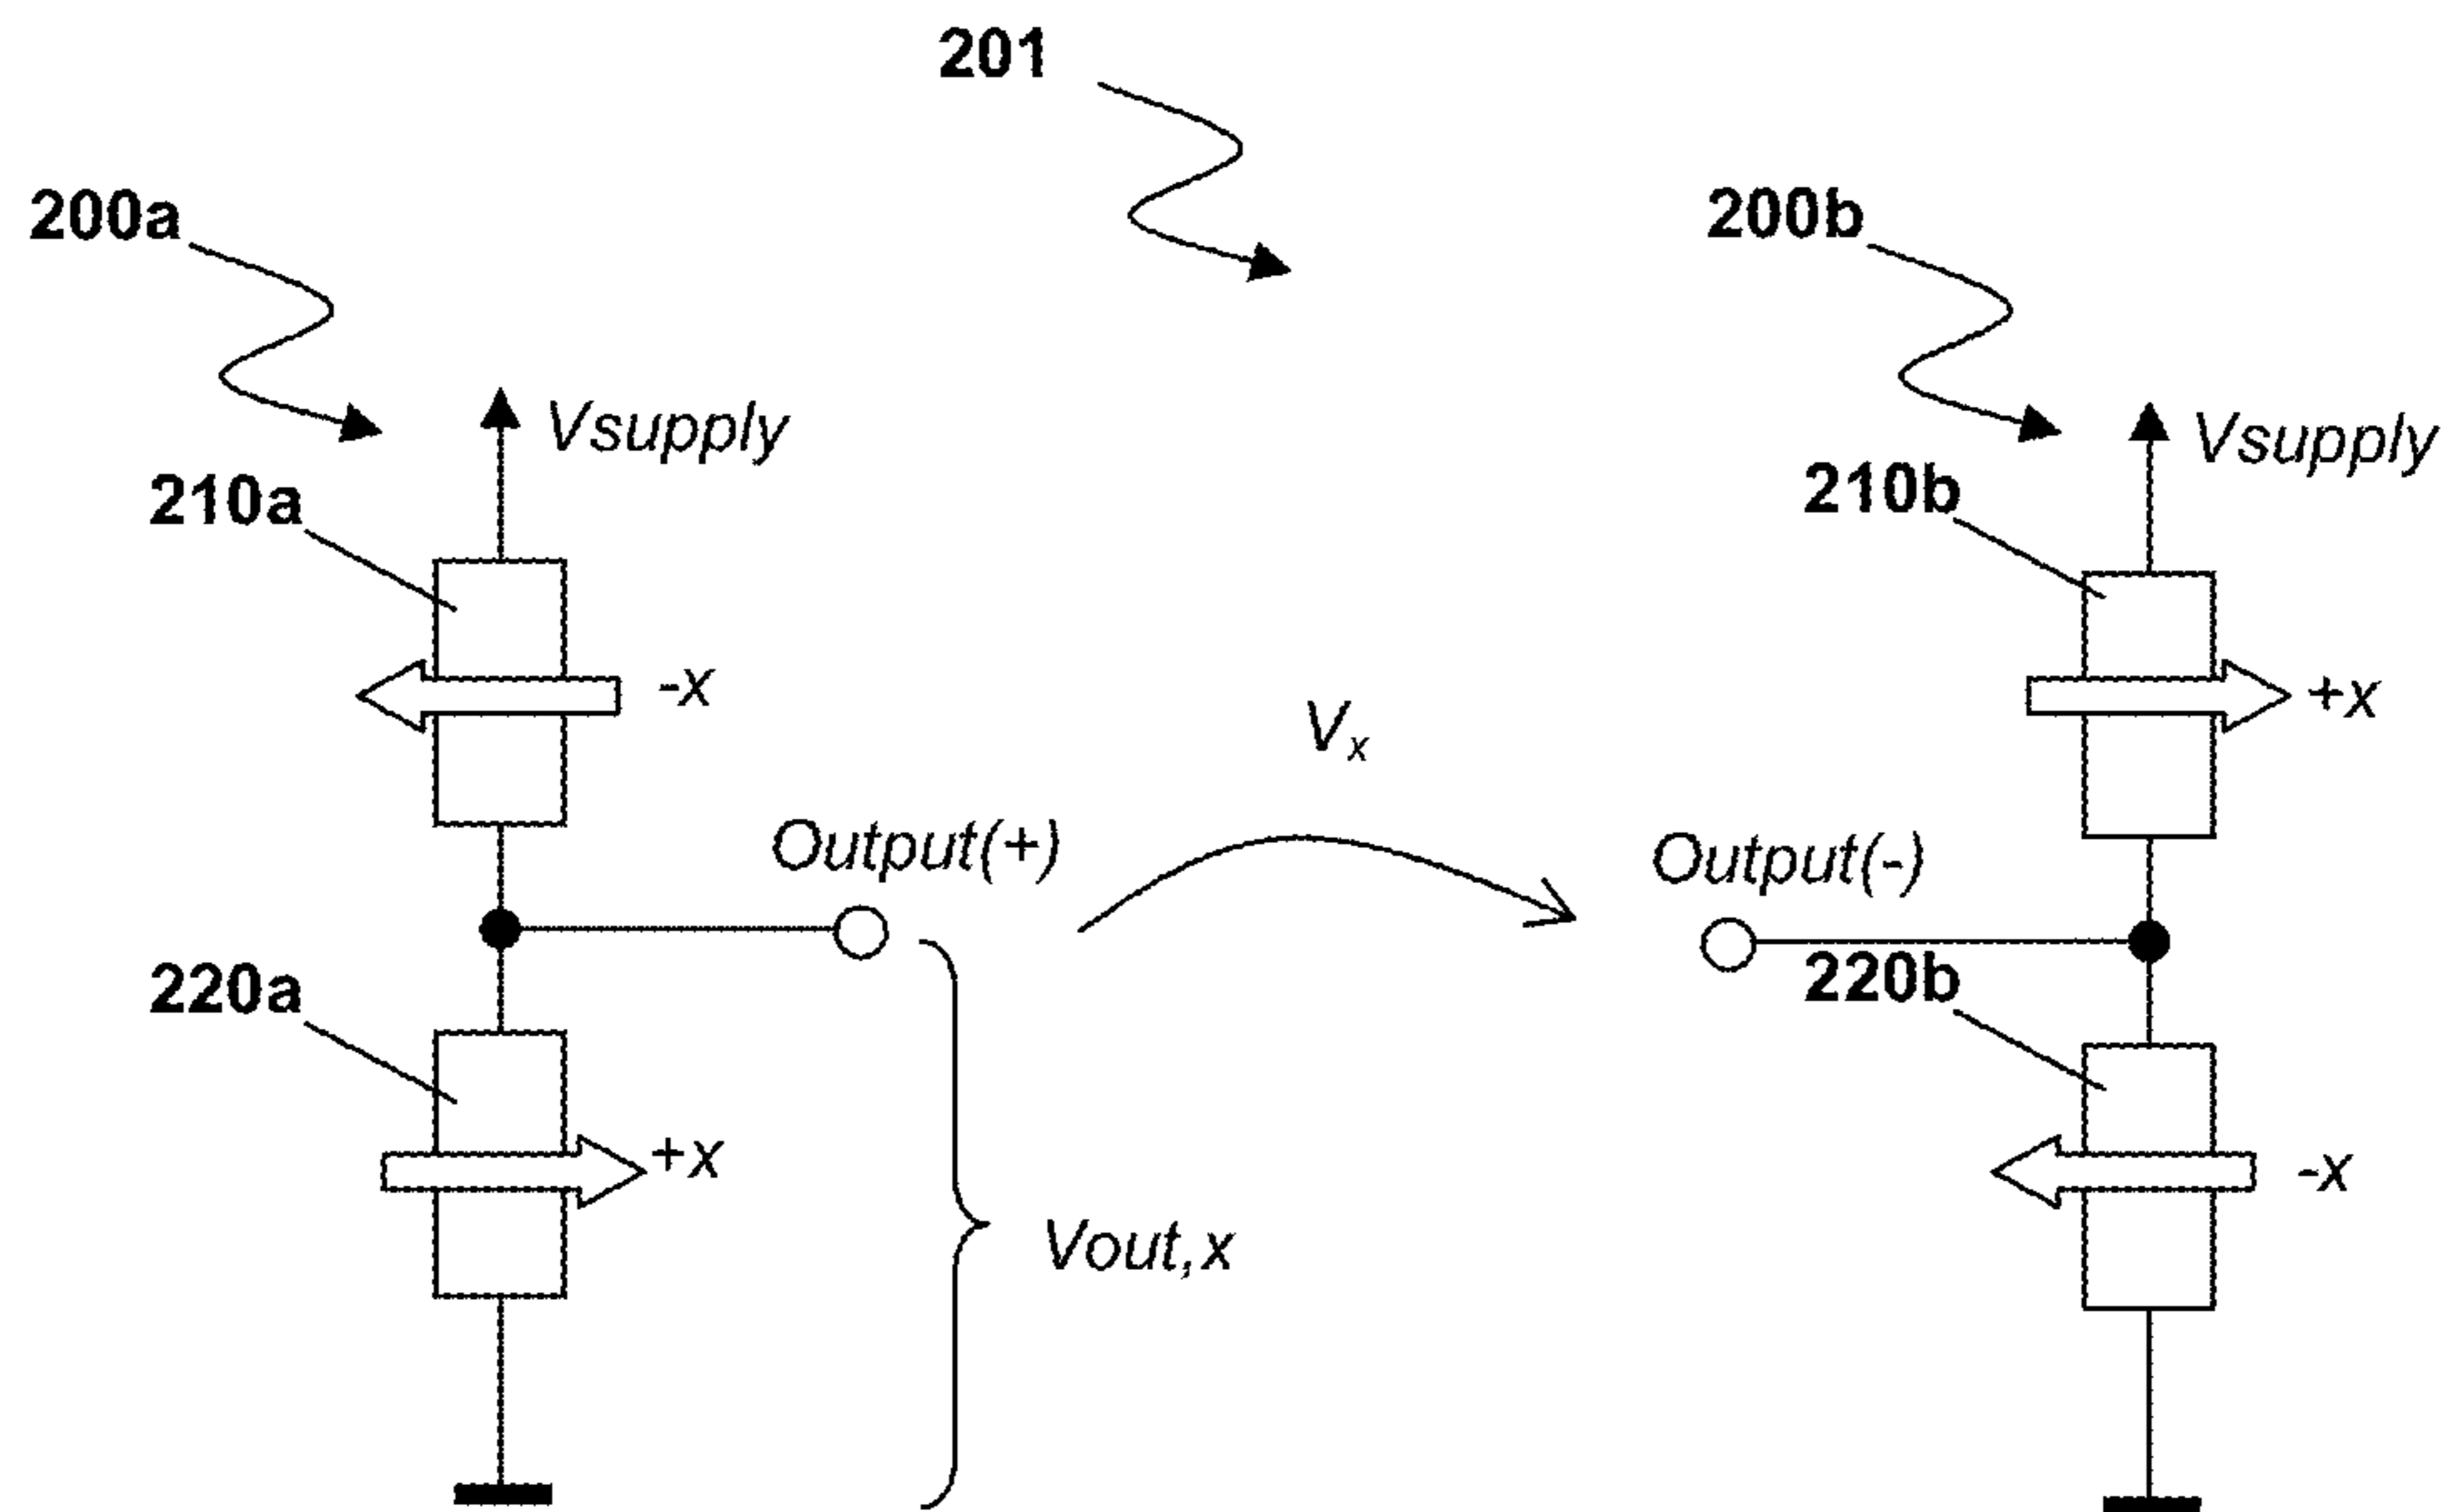 201
200a
200b
Vsupply
Vsupply
210a
210b
-x
+x
Vx
Output(+)
Output(-)
220a
220b
+x
-x
Vout,x